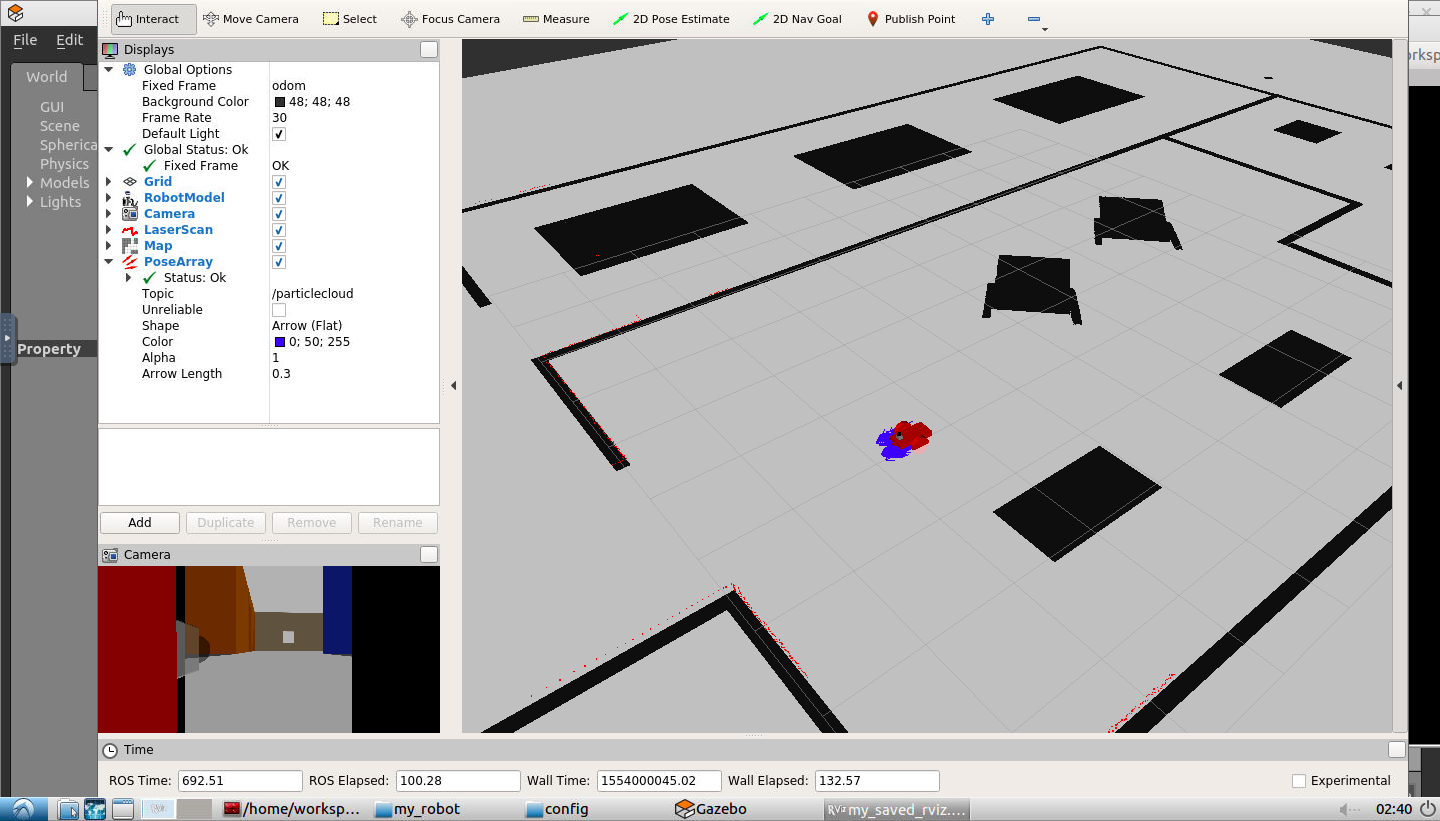 Interact Move Camera Select Focus Camera Measure 2D Pose Estimate 2D Nav Goal Publish Point
File Edit
World
GUI
Scene
Spherica
Physics
Models
Lights
Property
Displays
Global Options
Fixed Frame odom
Background Color 48; 48; 48
Frame Rate 30
Default Light
Global Status: Ok
Fixed Frame OK
Grid
RobotModel
Camera
LaserScan
Map
PoseArray
Status: Ok
Topic /particlecloud
Unreliable
Shape Arrow (Flat)
Color 0; 50; 255
Alpha 1
Arrow Length 0.3
Add Duplicate Remove Rename
Camera
Time
ROS Time: 692.51 ROS Elapsed: 100.28 Wall Time: 1554000045.02 Wall Elapsed: 132.57 Experimental
/home/worksp... my_robot config Gazebo RViz my_saved_rviz.... 02:40